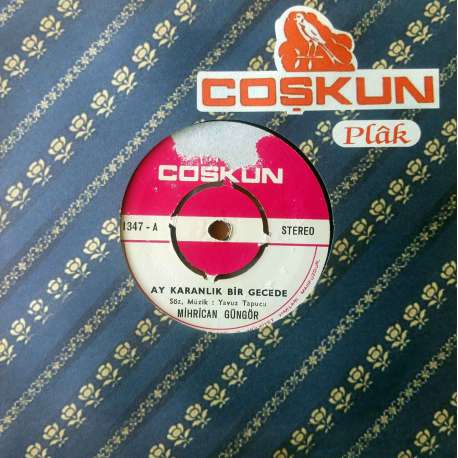 COŞKUN
Plâk
COŞKUN
1347 - A
STEREO
AY KARANLIK BİR GECEDE
Söz, Müzik : Yavuz Tapucu
MİHRİCAN GÜNGÖR